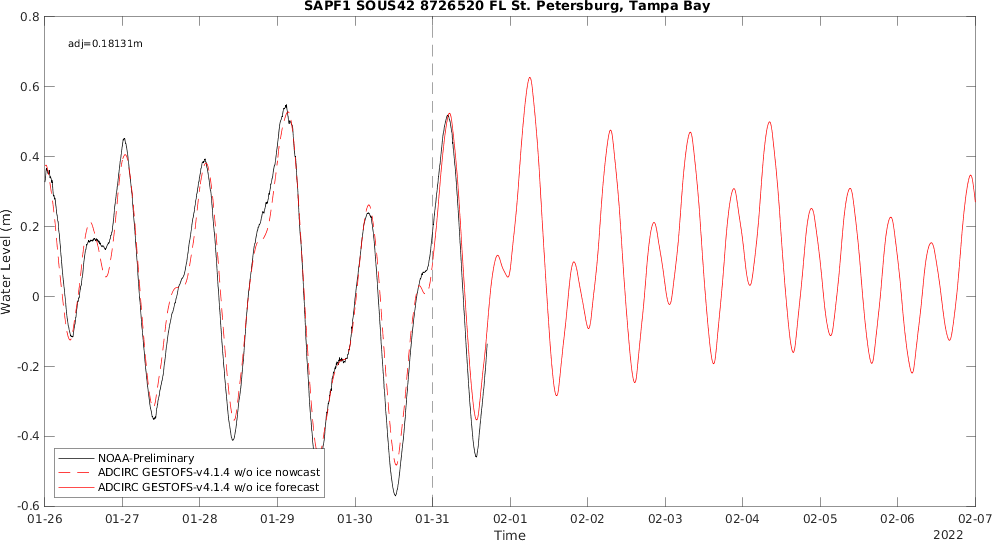 SAPF1 SOUS42 8726520 FL St. Petersburg, Tampa Bay
adj=0.18131m
0.8
0.6
0.4
0.2
0
-0.2
-0.4
-0.6
Water Level (m)
NOAA-Preliminary
ADCIRC GESTOFS-v4.1.4 w/o ice nowcast
ADCIRC GESTOFS-v4.1.4 w/o ice forecast
01-26 01-27 01-28 01-29 01-30 01-31 02-01 02-02 02-03 02-04 02-05 02-06 02-07
Time
2022